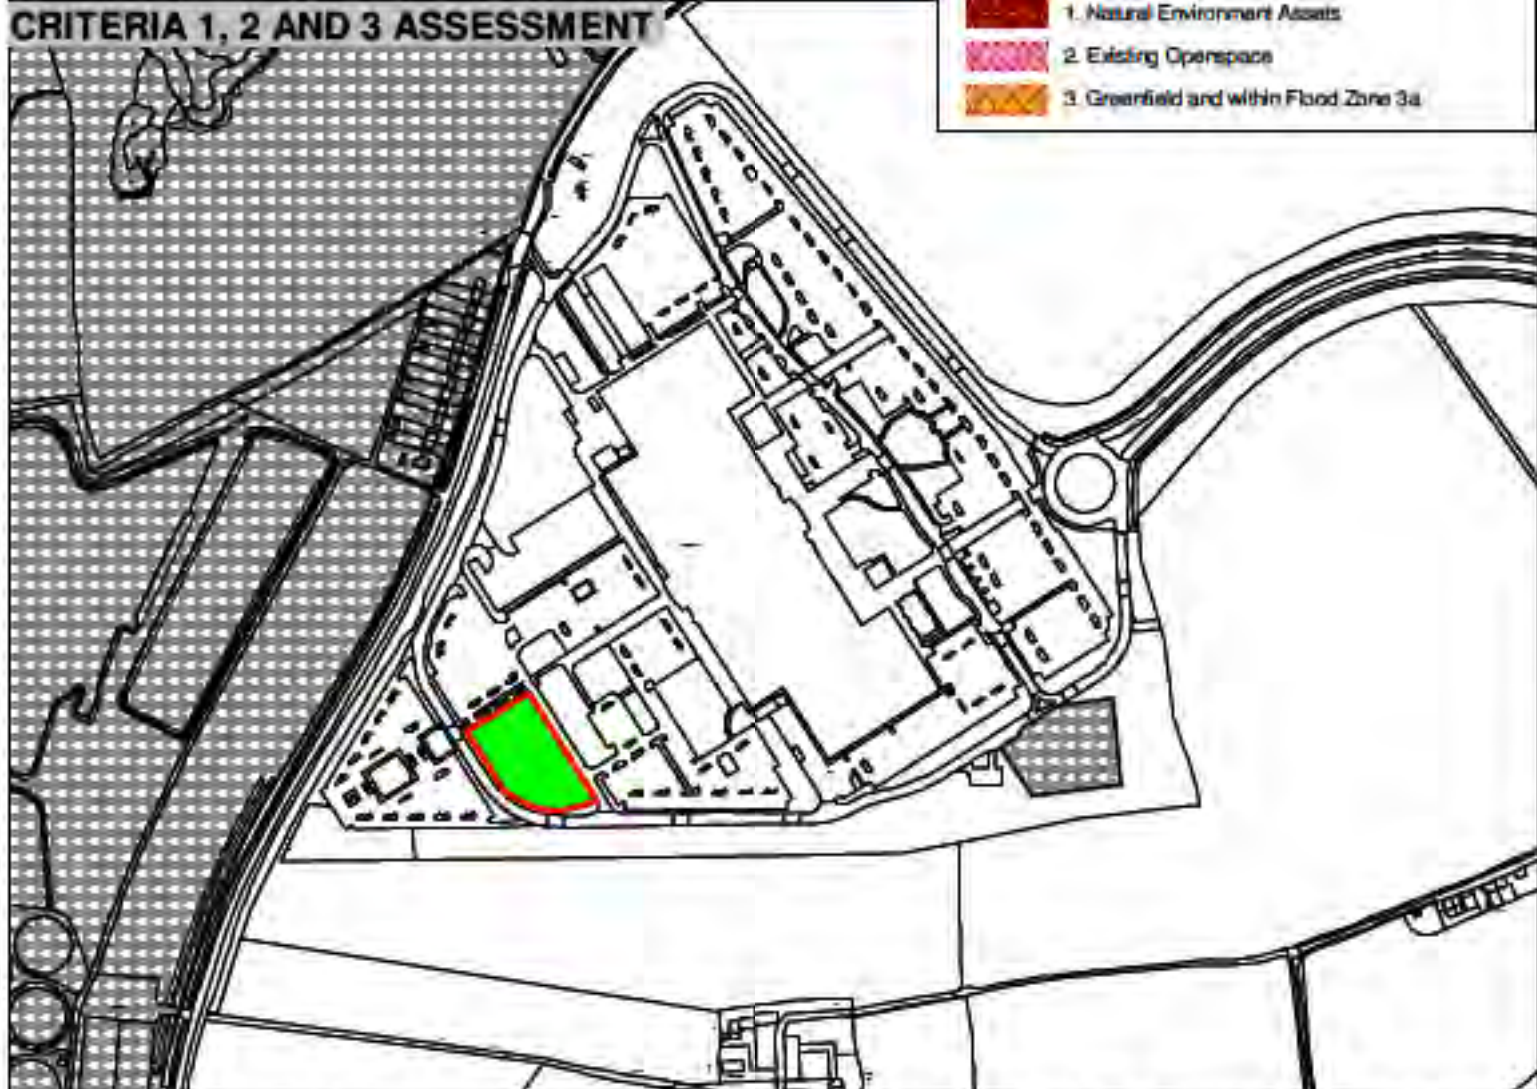 CRITERIA 1, 2 AND 3 ASSESSMENT
1. Natural Environment Assets
2. Existing Openspace
3. Greenfield and within Flood Zone 3a